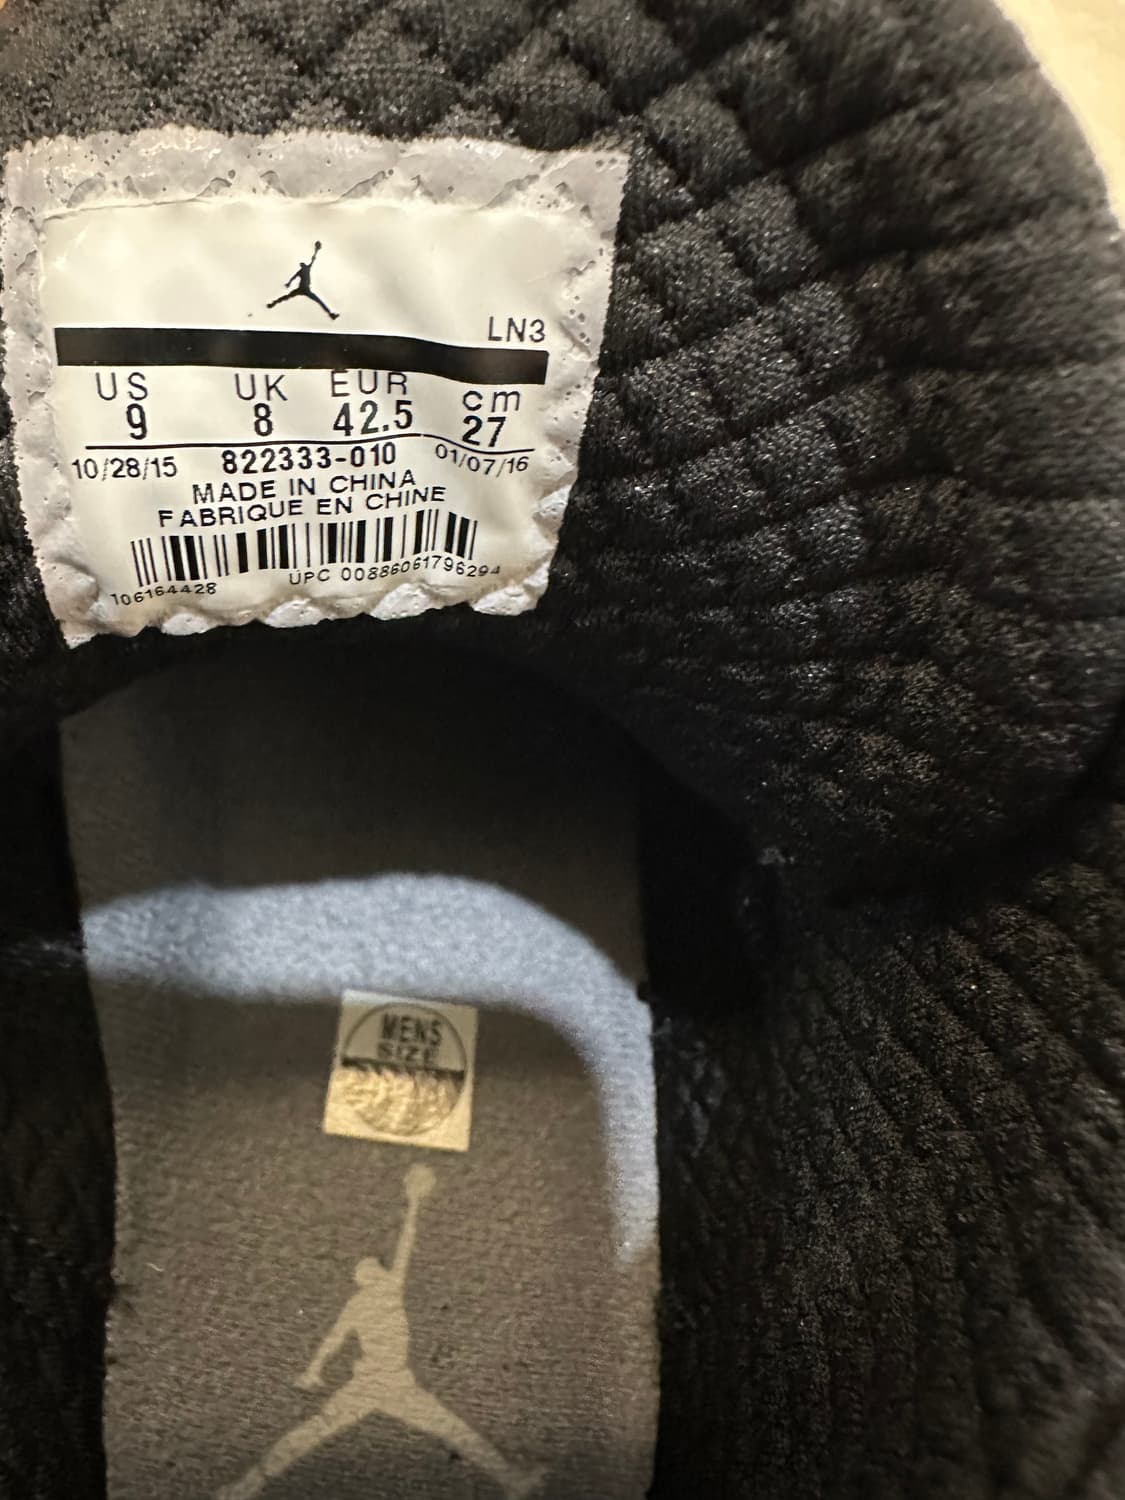 LN3
US UK EUR cm
9 8 42.5 27
10/28/15 822333-010 01/07/16
MADE IN CHINA
FABRIQUE EN CHINE
106164428 UPC 00886061796294
MENS
SIZE